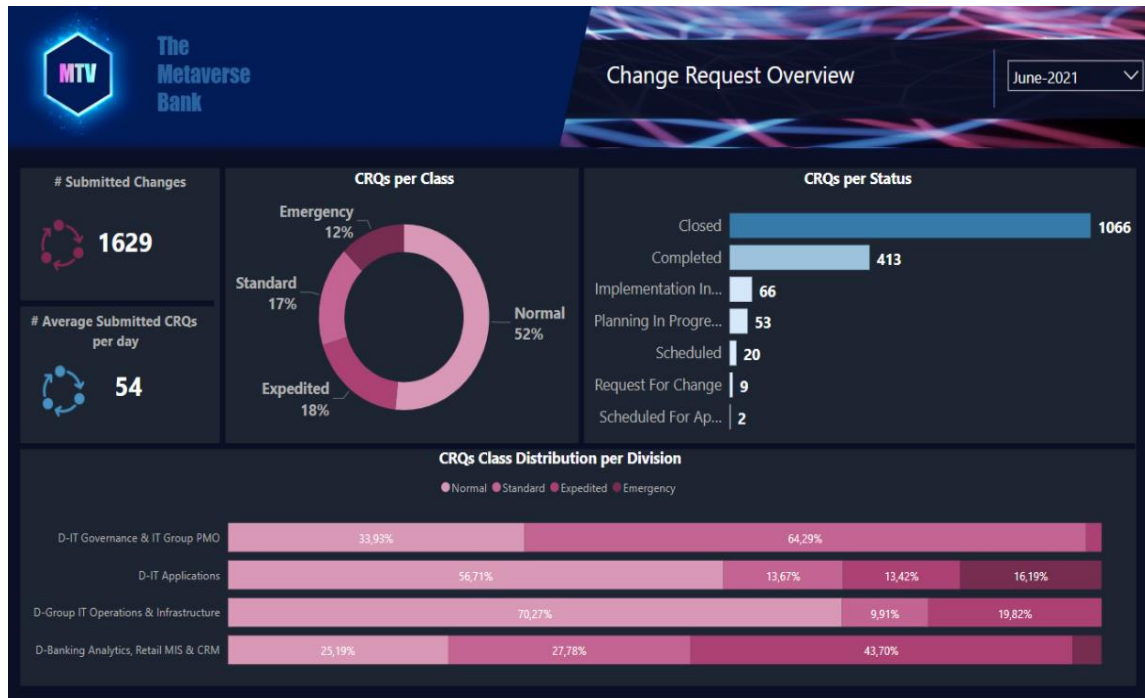 MTV
The
Metaverse
Bank
Change Request Overview
June-2021
# Submitted Changes
1629
# Average Submitted CRQs
per day
54
CRQs per Class
Emergency
12%
Standard
17%
Expedited
18%
Normal
52%
CRQs per Status
Closed 1066
Completed 413
Implementation In... 66
Planning In Progre... 53
Scheduled 20
Request For Change 9
Scheduled For Ap... 2
CRQs Class Distribution per Division
Normal Standard Expedited Emergency
D-IT Governance & IT Group PMO 33,93% 64,29%
D-IT Applications 56,71% 13,67% 13,42% 16,19%
D-Group IT Operations & Infrastructure 70,27% 9,91% 19,82%
D-Banking Analytics, Retail MIS & CRM 25,19% 27,78% 43,70%